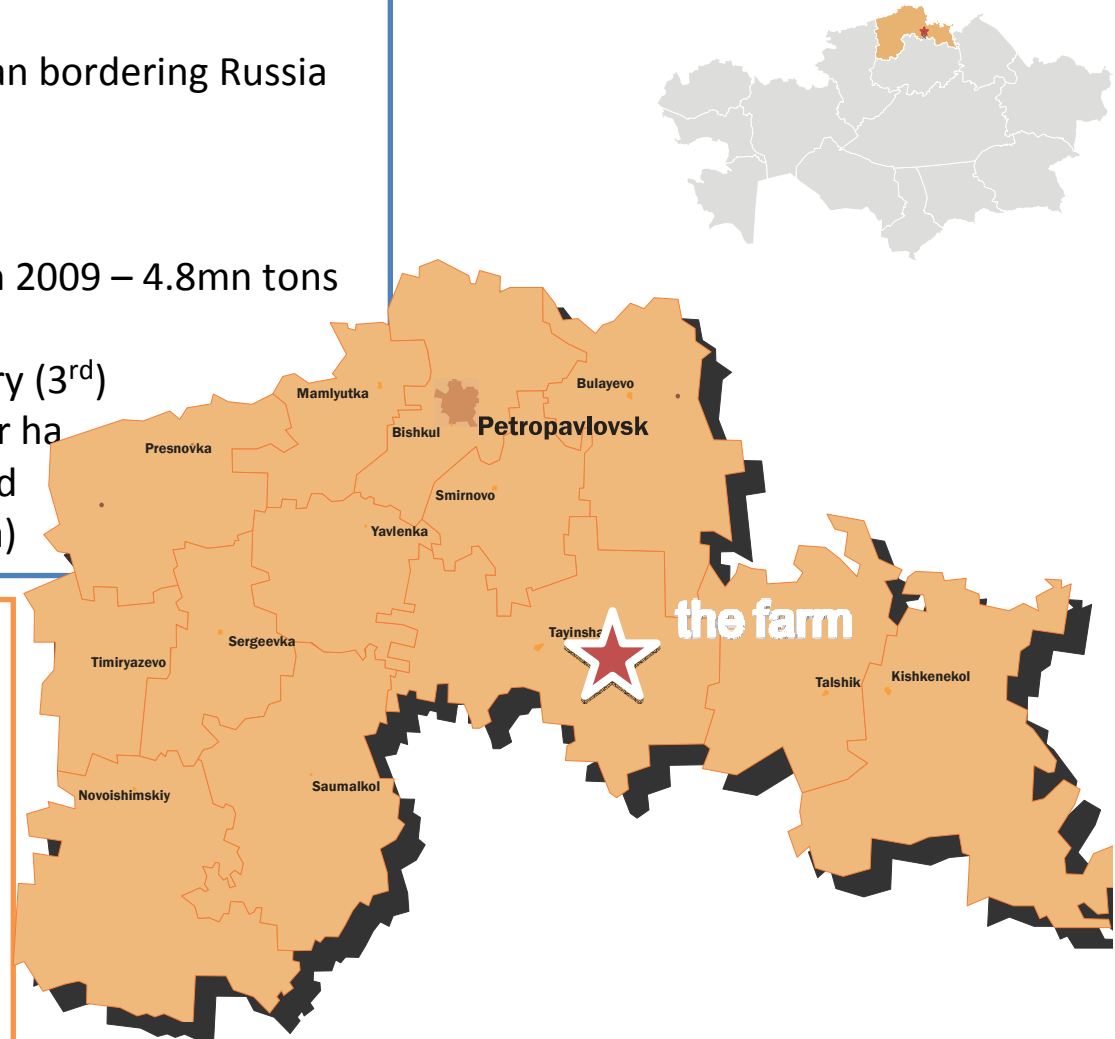 an bordering Russia
2009 – 4.8mn tons
ry (3rd)
r ha
d
)
Mamlyutka
Bulayevo
Bishkul
Petropavlovsk
Presnovka
Smirnovo
Yavlenka
the farm
Tayinsha
Sergeevka
Timiryazevo
Talshik
Kishkenekol
Saumalkol
Novoishimskiy